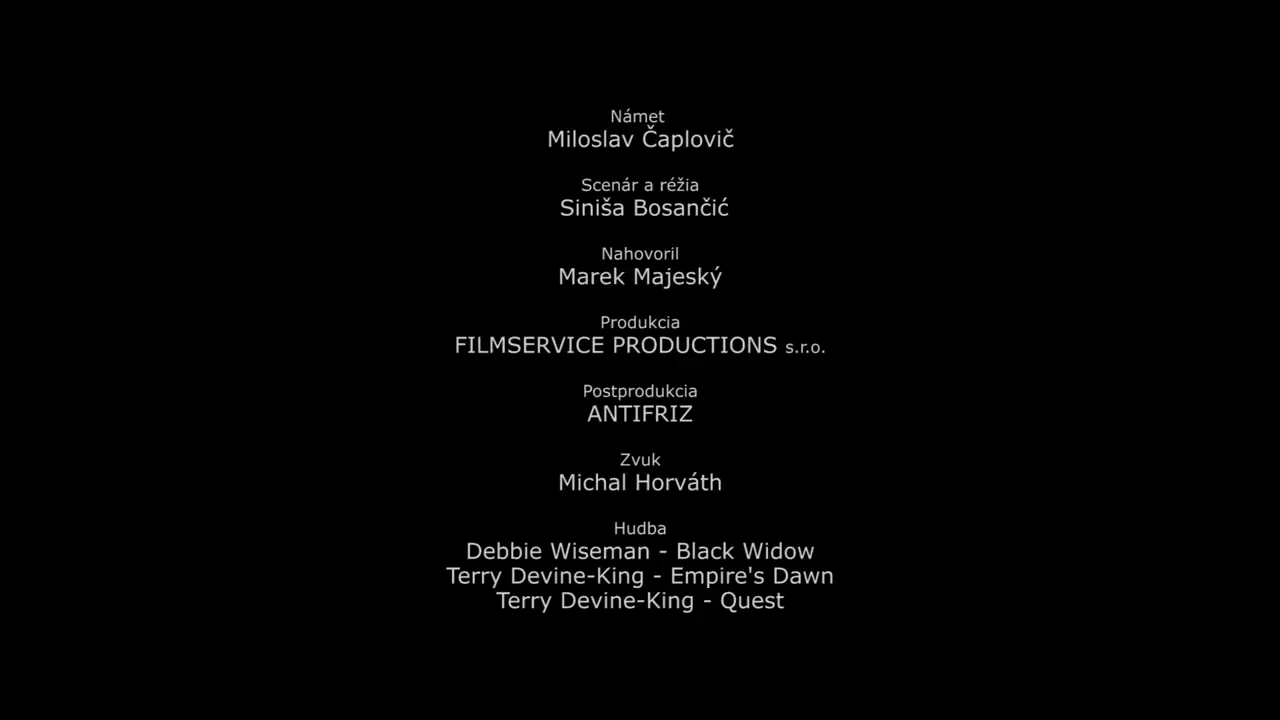 Námet
Miloslav Čaplovič
Scenár a réžia
Siniša Bosančić
Nahovoril
Marek Majeský
Produkcia
FILMSERVICE PRODUCTIONS s.r.o.
Postprodukcia
ANTIFRIZ
Zvuk
Michal Horváth
Hudba
Debbie Wiseman - Black Widow
Terry Devine-King - Empire's Dawn
Terry Devine-King - Quest